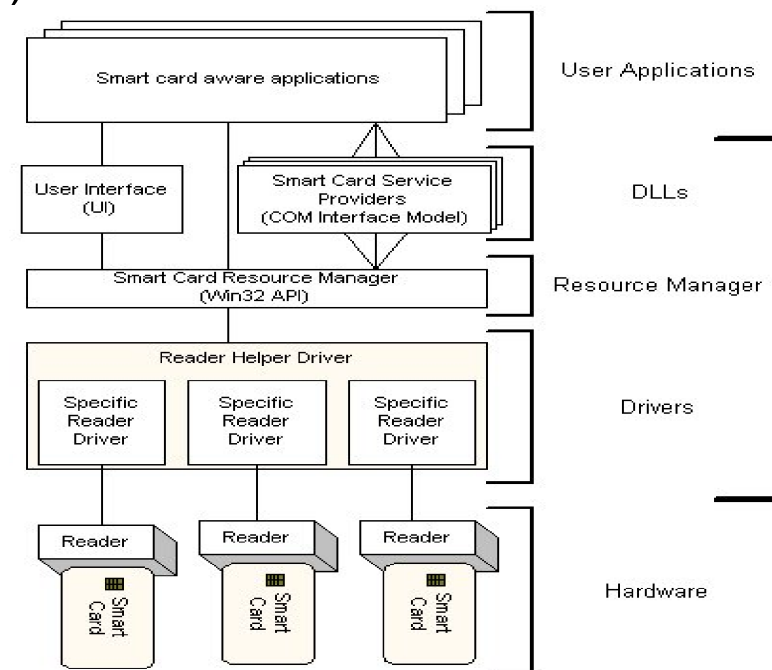 )
Smart card aware applications
User Applications
User Interface
(UI)
Smart Card Service
Providers
(COM Interface Model)
DLLs
Smart Card Resource Manager
(Win32 API)
Resource Manager
Reader Helper Driver
Specific
Reader
Driver
Specific
Reader
Driver
Specific
Reader
Driver
Drivers
Reader
Reader
Reader
Smart
Card
Smart
Card
Smart
Card
Hardware